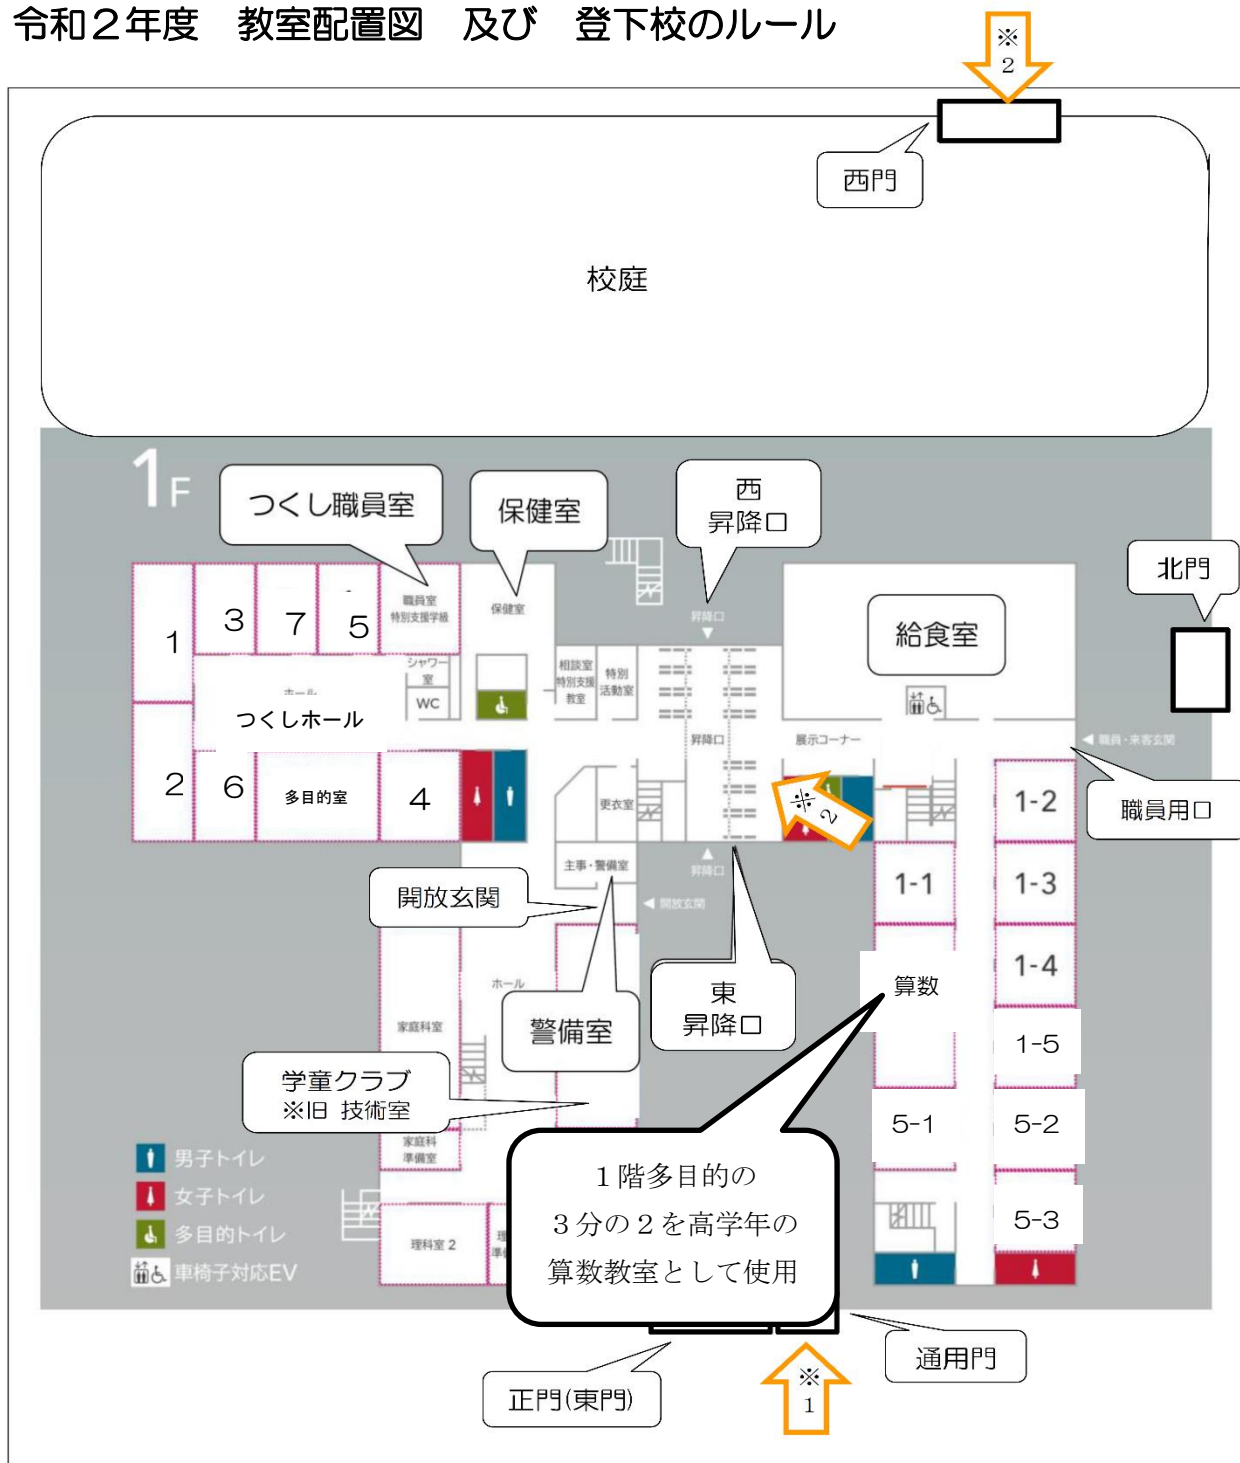 令和２年度　教室配置図　及び　登下校のルール
※
2
西門
校庭
1F
つくし職員室
保健室
西
昇降口
北門
1
3
7
5
職員室
特別支援学級
保健室
昇降口
給食室
シャワー
室
WC
相談室
特別支援
教室
特別
活動室
ホール
つくしホール
昇降口
展示コーナー
職員・来客玄関
2
6
多目的室
4
更衣室
※
2
1-2
職員用口
主事・警備室
昇降口
開放玄関
開放玄関
1-1
1-3
ホール
算数
1-4
東
昇降口
警備室
家庭科室
1-5
学童クラブ
※旧 技術室
家庭科
準備室
5-1
5-2
男子トイレ
女子トイレ
多目的トイレ
車椅子対応EV
１階多目的の
３分の２を高学年の
算数教室として使用
5-3
理科室 2
正門(東門)
通用門
※
1